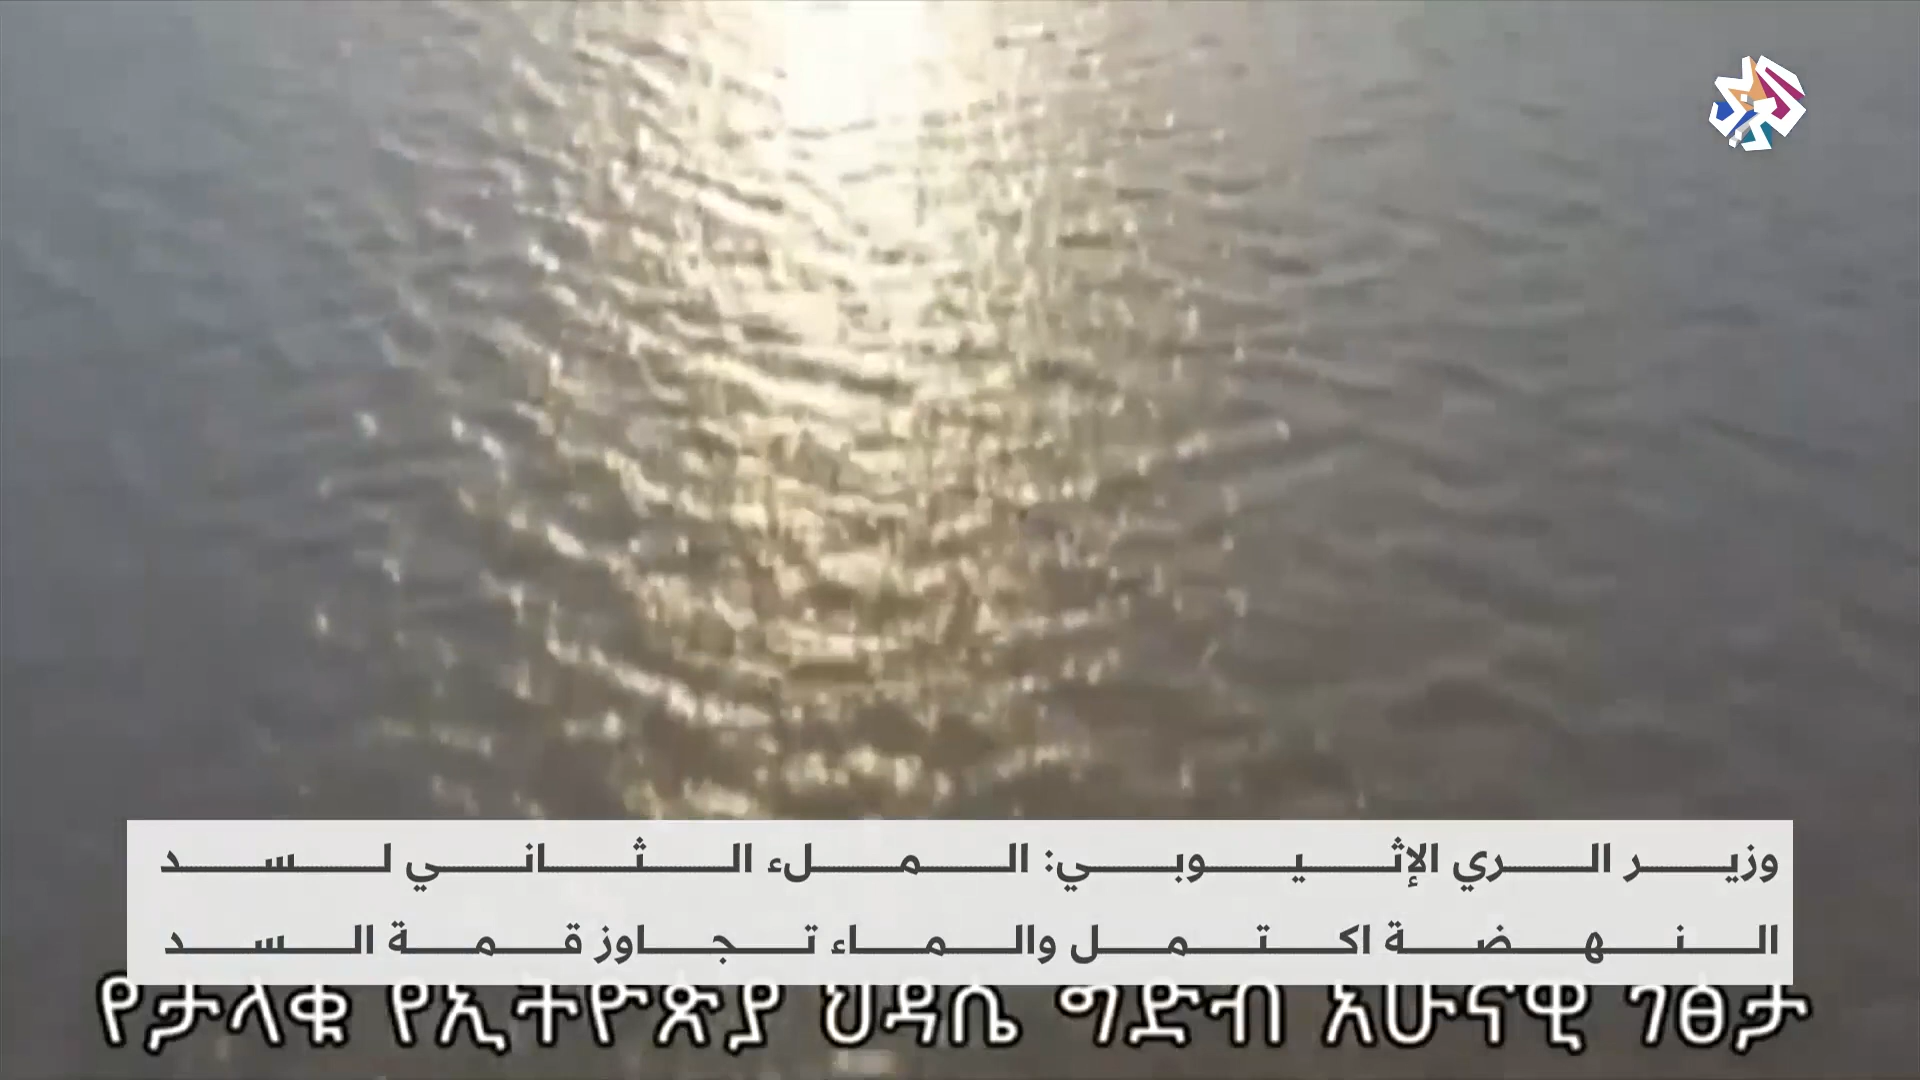 وزير الري الإثيوبي: الملء الثاني لسد
النهضة اكتمل والماء تجاوز قمة السد
የታላቁ የኢትዮጵያ ህዳሴ ግድብ አሁናዊ ገፅታ